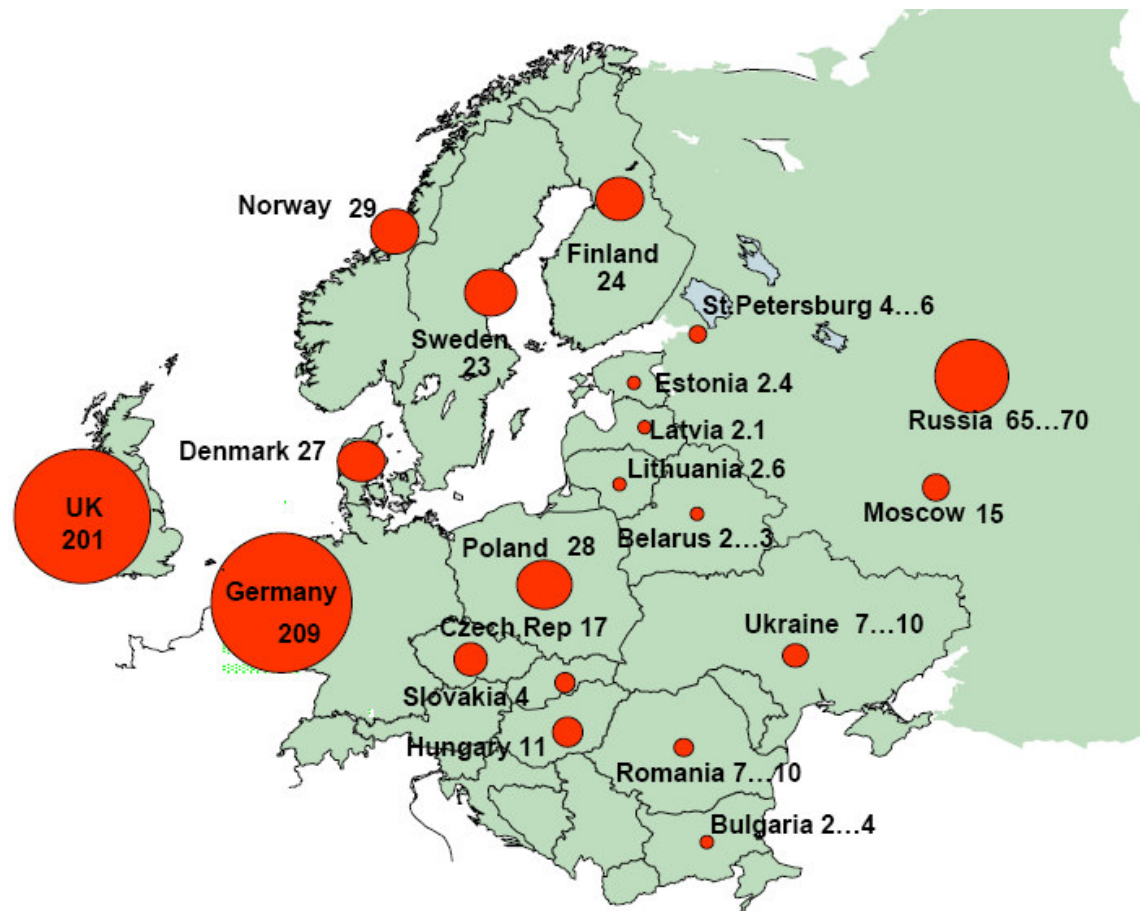 Norway 29
Finland
24
St.Petersburg 4…6
Sweden
23
Estonia 2.4
Russia 65…70
Latvia 2.1
Denmark 27
Lithuania 2.6
Moscow 15
UK
201
Belarus 2…3
Poland 28
Germany
209
Czech.Rep 17
Ukraine 7…10
Slovakia 4
Hungary 11
Romania 7…10
Bulgaria 2…4